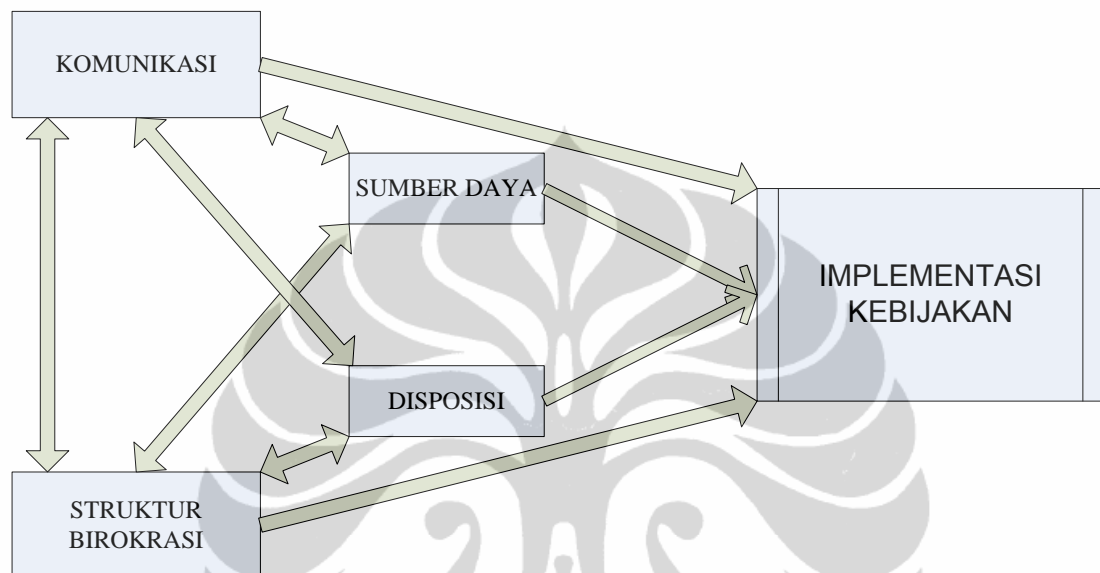 KOMUNIKASI
SUMBER DAYA
IMPLEMENTASI
KEBIJAKAN
DISPOSISI
STRUKTUR
BIROKRASI